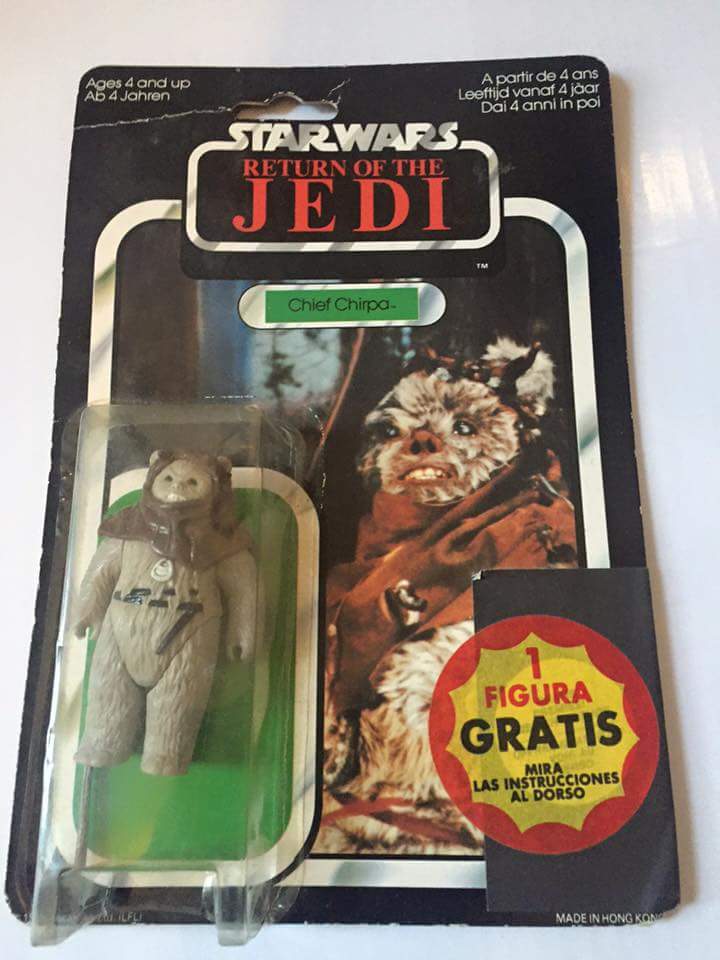 Ages 4 and up
Ab 4 Jahren
A partir de 4 ans
Leeftijd vanaf 4 jàar
Dai 4 anni in poi
STAR WARS
RETURN OF THE
JEDI
TM
Chief Chirpa™
1
FIGURA
GRATIS
MIRA
LAS INSTRUCCIONES
AL DORSO
MADE IN HONG KONG